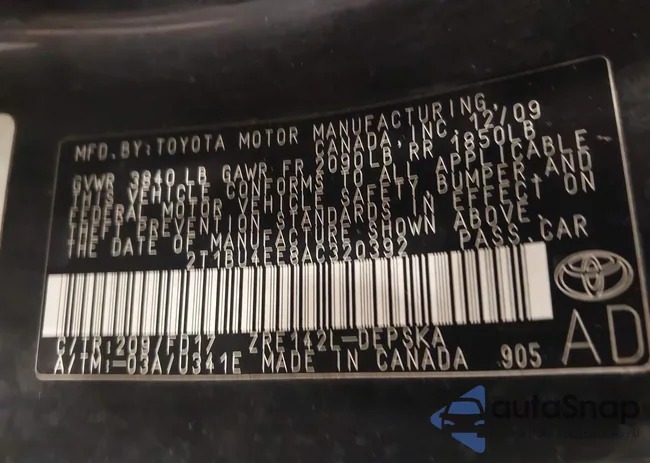 MFD. BY: TOYOTA MOTOR MANUFACTURING,
CANADA, INC. 12/09
GVWR 3840 LB GAWR FR 2090LB RR 1850LB
THIS VEHICLE CONFORMS TO ALL APPLICABLE
FEDERAL MOTOR VEHICLE SAFETY, BUMPER, AND
THEFT PREVENTION STANDARDS IN EFFECT ON
THE DATE OF MANUFACTURE SHOWN ABOVE.
2T1BU4EE8AC320392 PASS. CAR
C/TR: 209/FD17 ZRE142L-DEPSKA
A/TM: -03A/U341E MADE IN CANADA 905
AD
autoSnap